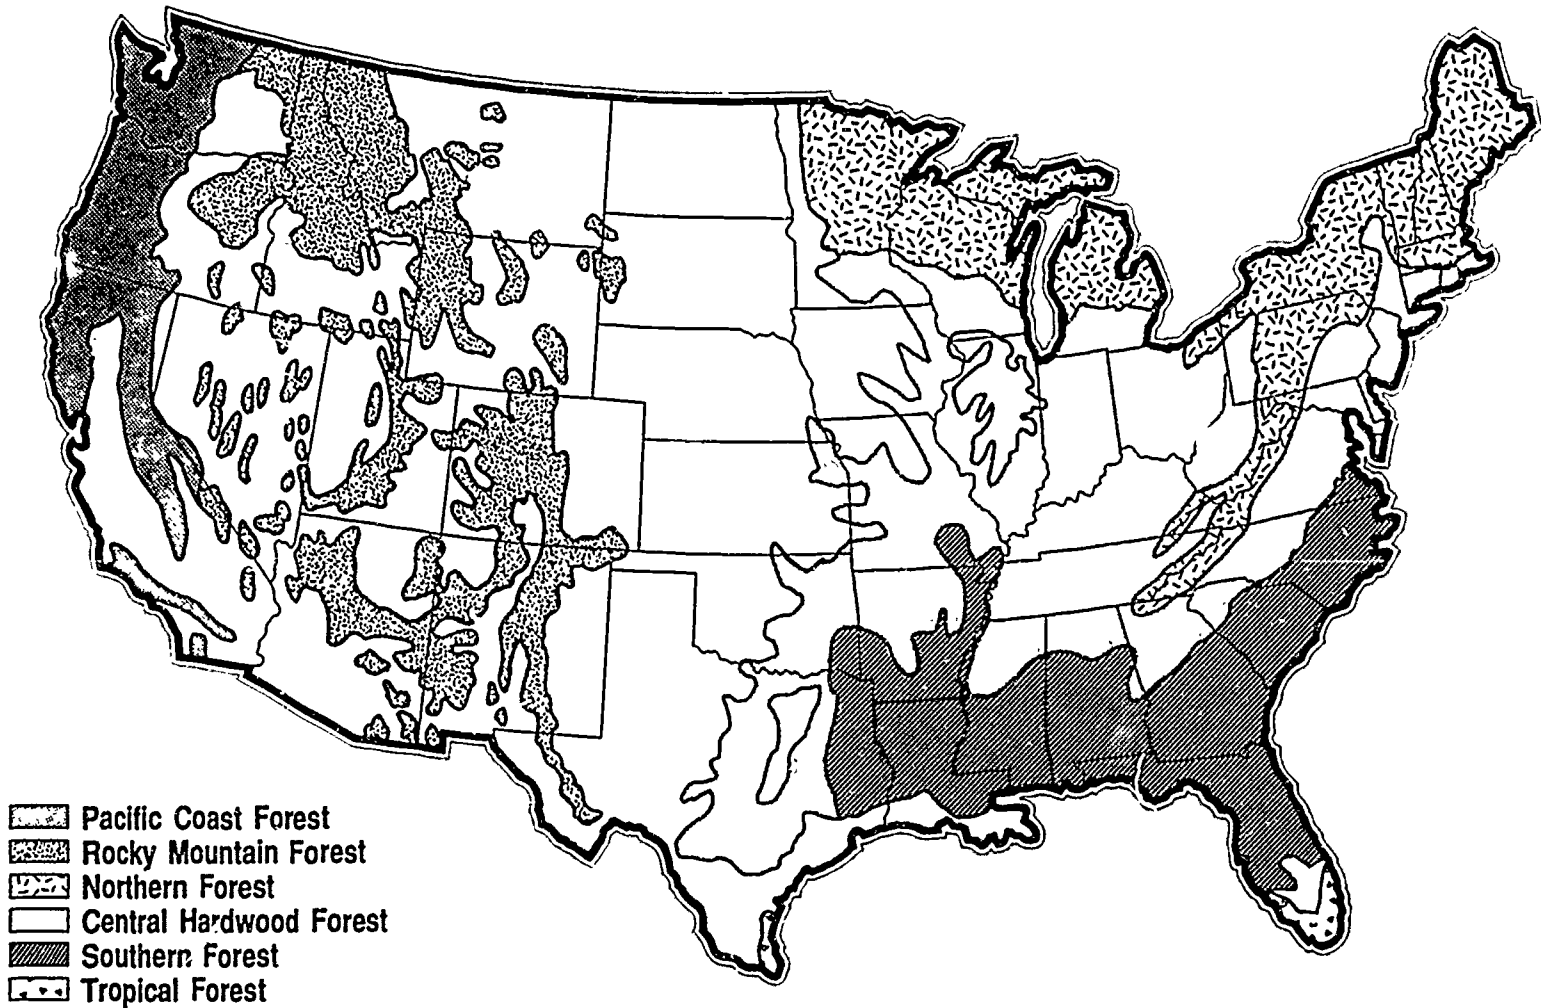 Pacific Coast Forest
Rocky Mountain Forest
Northern Forest
Central Hardwood Forest
Southern Forest
Tropical Forest